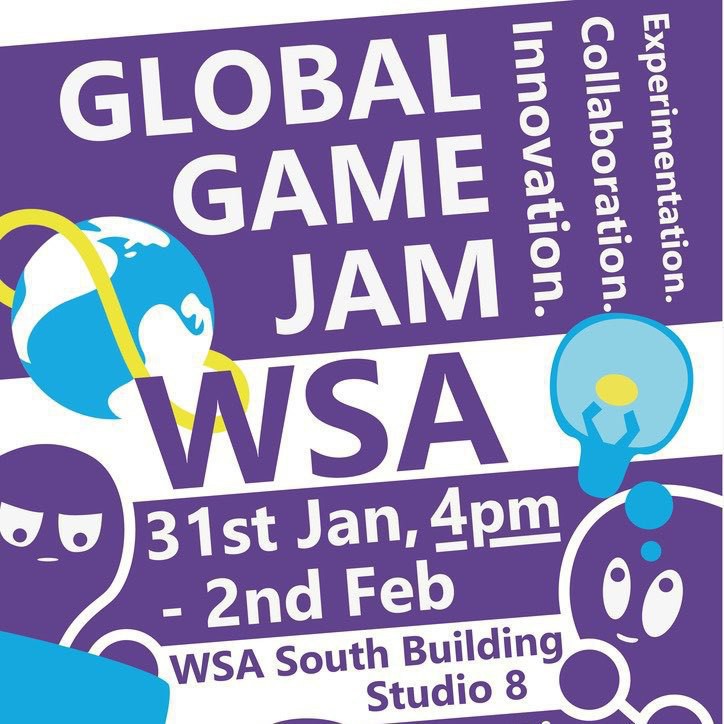 GLOBAL
GAME
JAM
Innovation.
Collaboration.
Experimentation.
WSA
31st Jan, 4pm
- 2nd Feb
WSA South Building
Studio 8